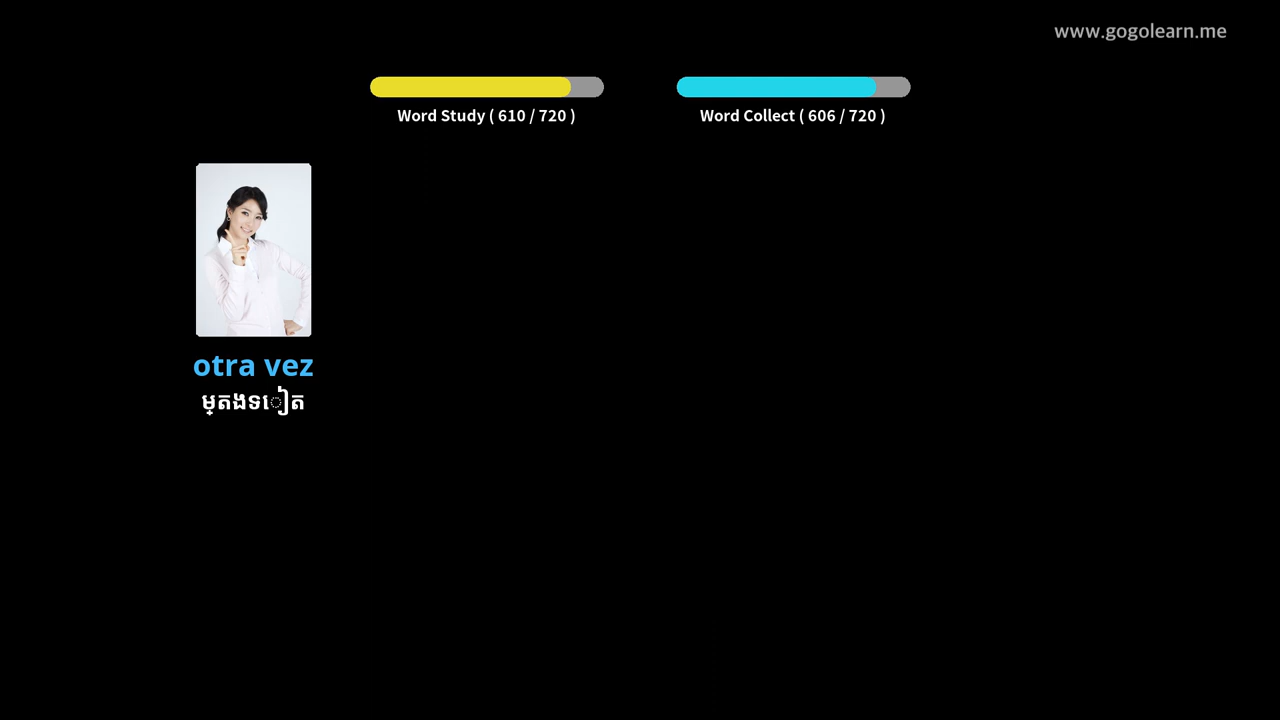 www.gogolearn.me
Word Study ( 610 / 720 )
Word Collect ( 606 / 720 )
otra vez
ម្តងទៀត